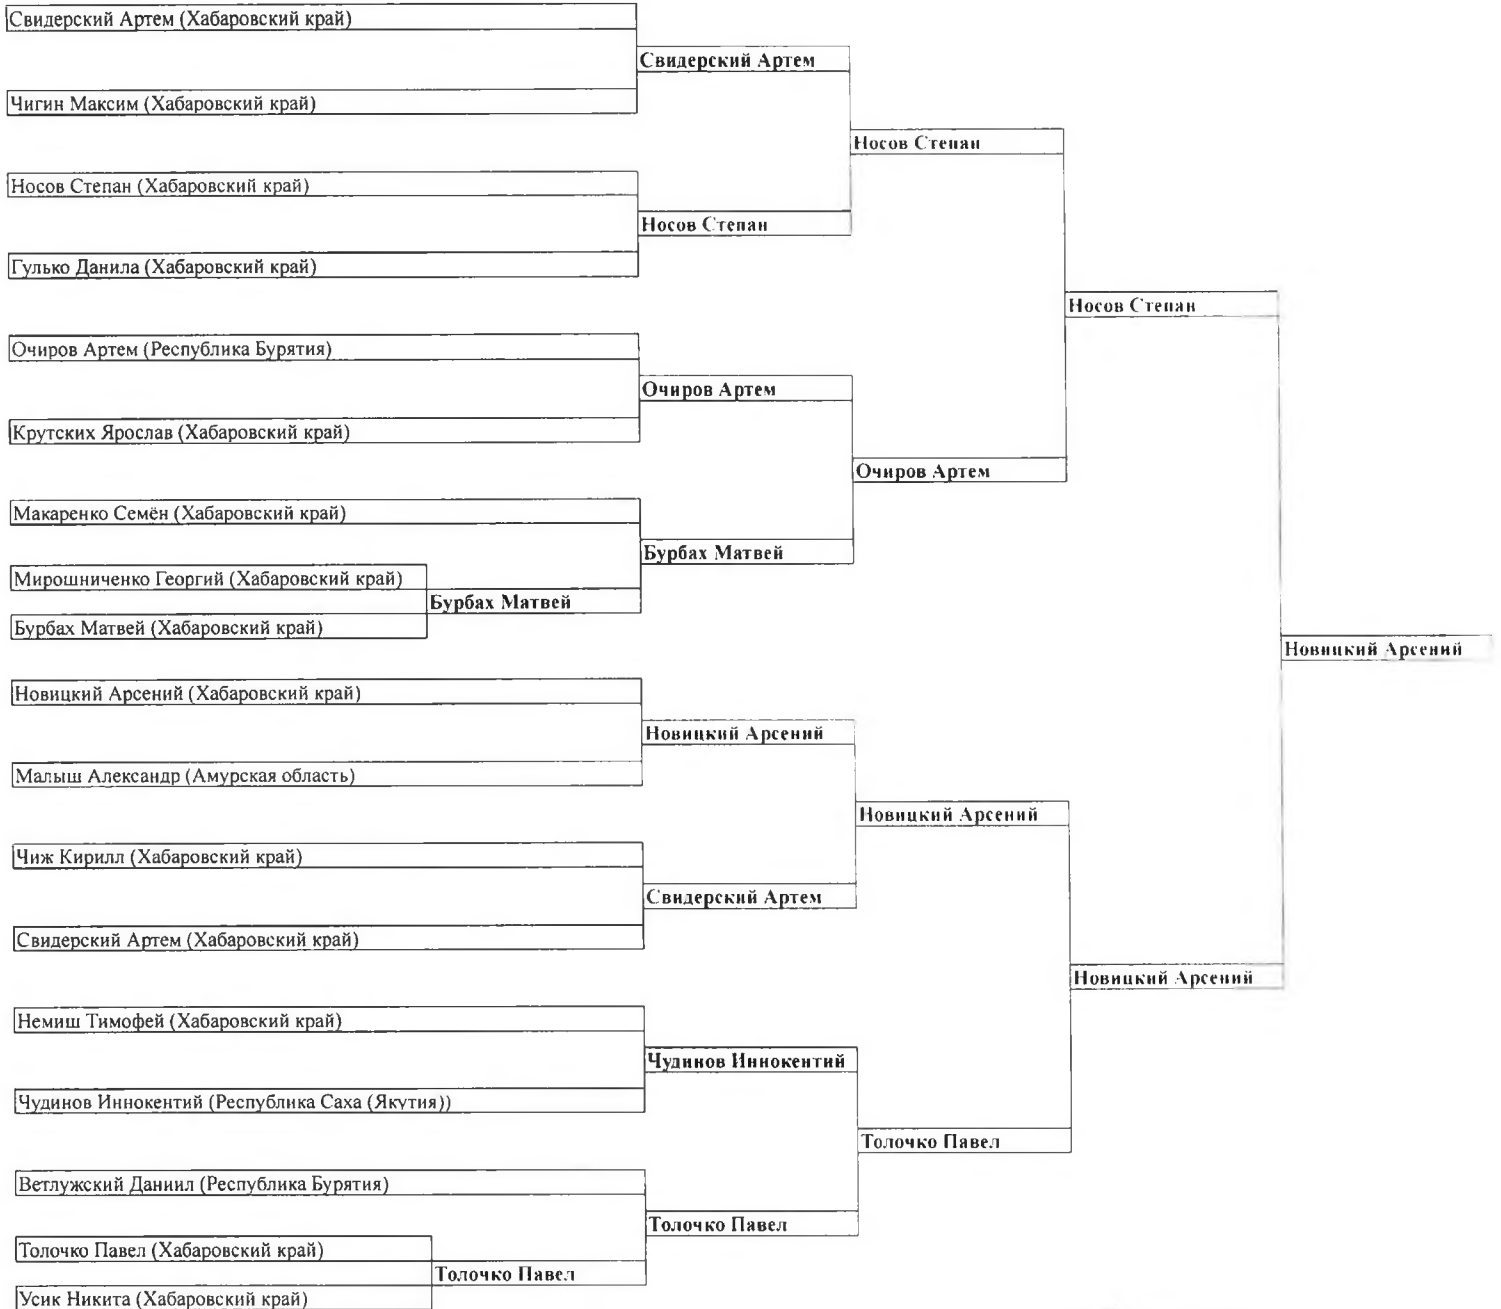 Свидерский Артем (Хабаровский край)
Свидерский Артем
Чигин Максим (Хабаровский край)
Носов Степан
Носов Степан (Хабаровский край)
Носов Степан
Гулько Данила (Хабаровский край)
Носов Степан
Очиров Артем (Республика Бурятия)
Очиров Артем
Крутских Ярослав (Хабаровский край)
Очиров Артем
Макаренко Семён (Хабаровский край)
Бурбах Матвей
Мирошниченко Георгий (Хабаровский край)
Бурбах Матвей
Бурбах Матвей (Хабаровский край)
Новицкий Арсений
Новицкий Арсений (Хабаровский край)
Новицкий Арсений
Малыш Александр (Амурская область)
Новицкий Арсений
Чиж Кирилл (Хабаровский край)
Свидерский Артем
Свидерский Артем (Хабаровский край)
Новицкий Арсений
Немиш Тимофей (Хабаровский край)
Чудинов Иннокентий
Чудинов Иннокентий (Республика Саха (Якутия))
Толочко Павел
Ветлужский Даниил (Республика Бурятия)
Толочко Павел
Толочко Павел (Хабаровский край)
Толочко Павел
Усик Никита (Хабаровский край)